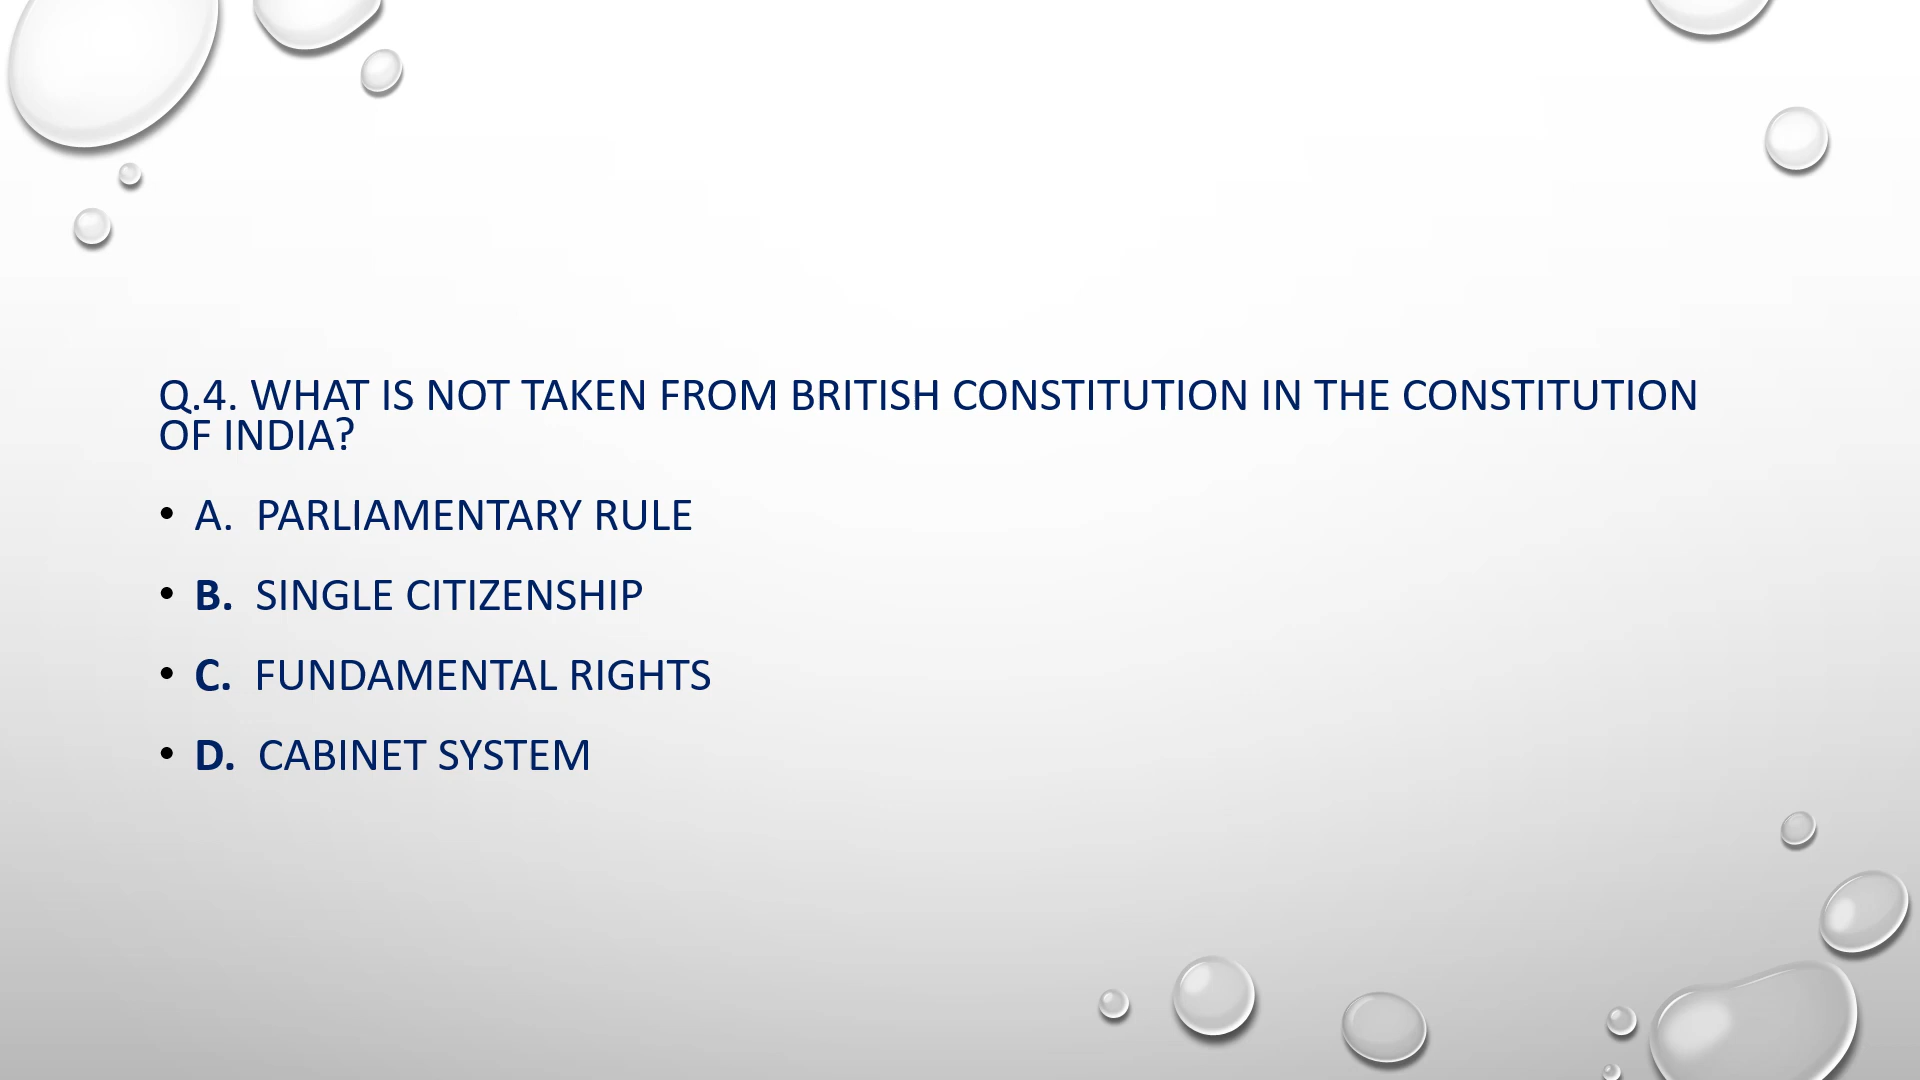 Q.4. WHAT IS NOT TAKEN FROM BRITISH CONSTITUTION IN THE CONSTITUTION
OF INDIA?
• A. PARLIAMENTARY RULE
• B. SINGLE CITIZENSHIP
• C. FUNDAMENTAL RIGHTS
• D. CABINET SYSTEM